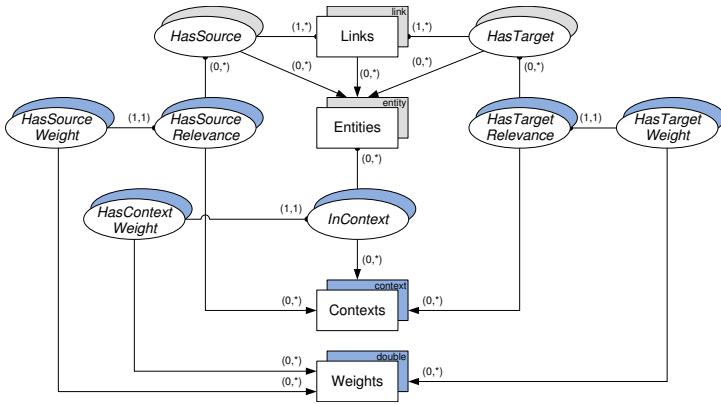 link
HasSource
(1,*)
Links
(1,*)
HasTarget
(0,*)
(0,*)
(0,*)
(0,*)
(0,*)
entity
HasSource
Weight
(1,1)
HasSource
Relevance
Entities
HasTarget
Relevance
(1,1)
HasTarget
Weight
(0,*)
HasContext
Weight
(1,1)
InContext
(0,*)
context
(0,*)
Contexts
(0,*)
double
(0,*)
(0,*)
Weights
(0,*)